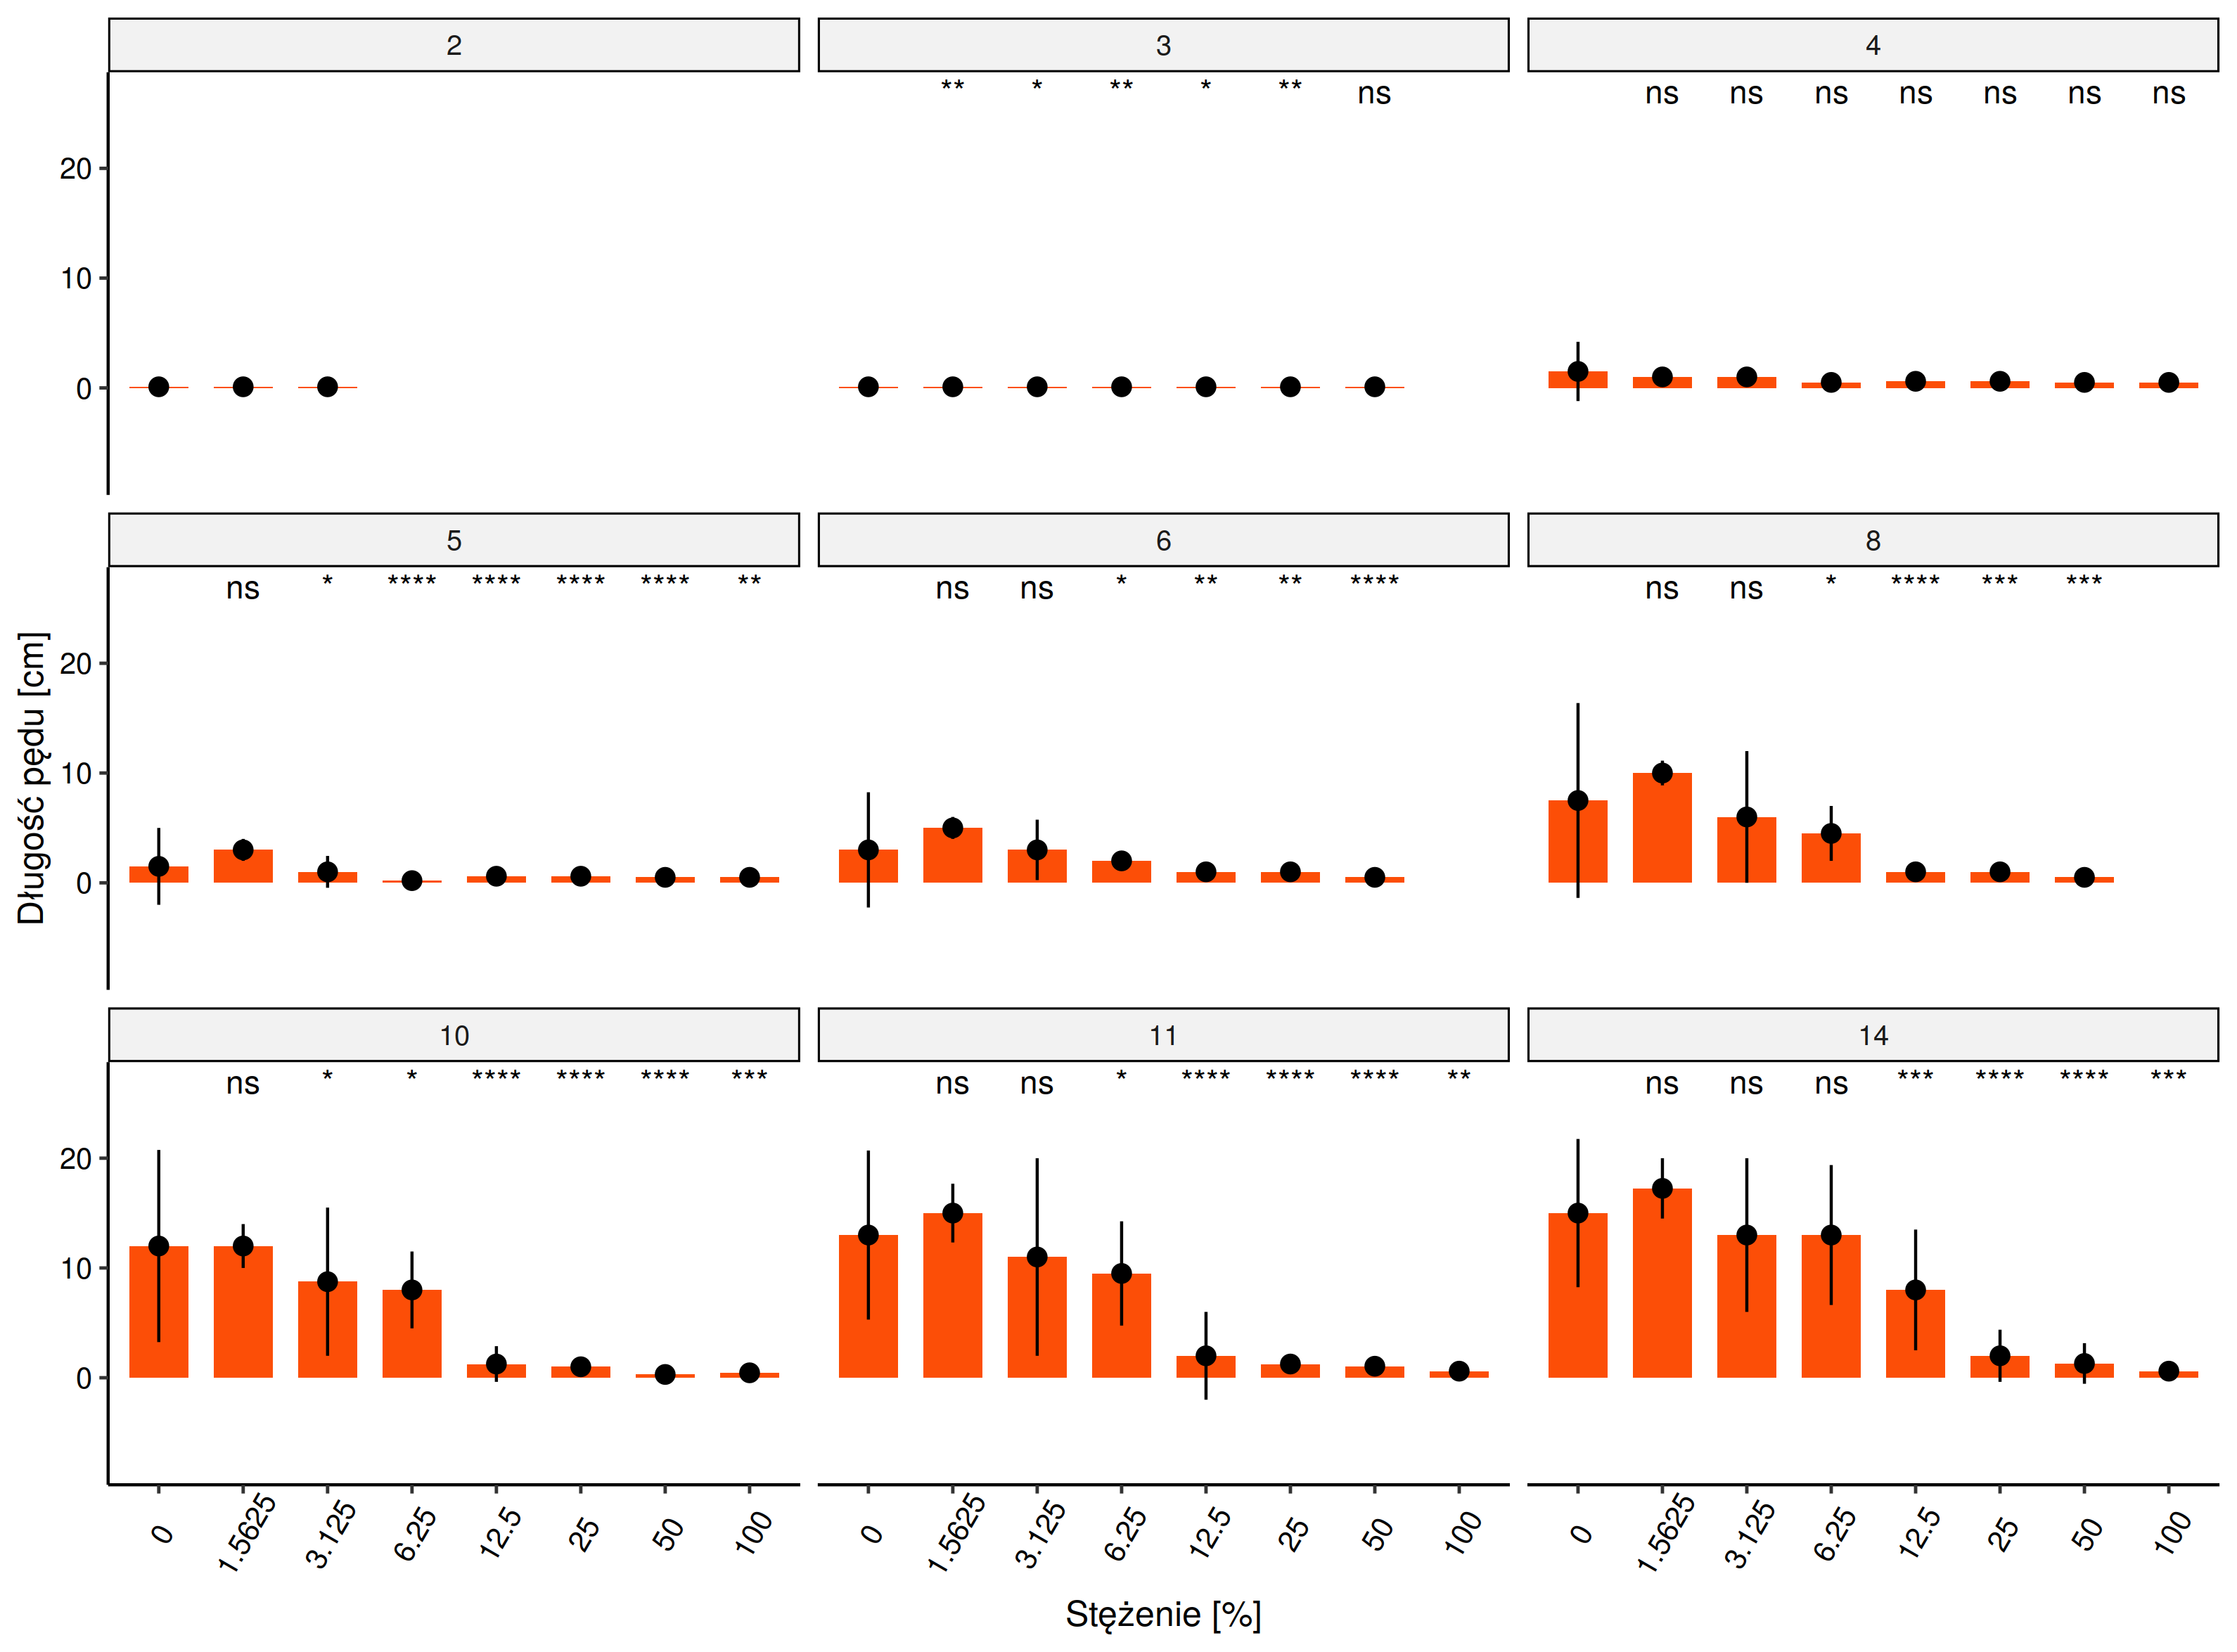 2 3 4
** * ** * ** ns
ns ns ns ns ns ns ns
20
10
0
5 6 8
ns * **** **** **** **** **
ns ns * ** ** ****
ns ns * **** *** ***
20
10
0
Długość pędu [cm]
10 11 14
ns * * **** **** **** ***
ns ns * **** **** **** **
ns ns ns *** **** **** ***
20
10
0
0 1.5625 3.125 6.25 12.5 25 50 100
0 1.5625 3.125 6.25 12.5 25 50 100
0 1.5625 3.125 6.25 12.5 25 50 100
Stężenie [%]